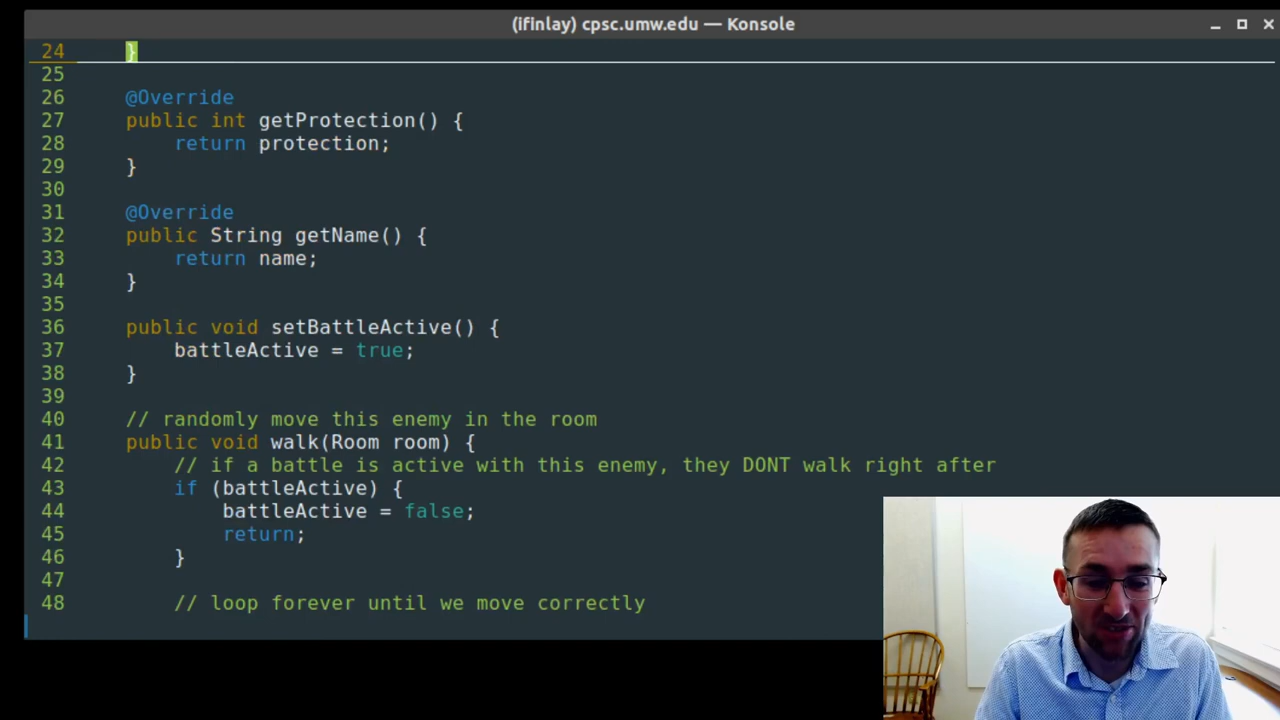 (ifinlay) cpsc.umw.edu — Konsole
24 }
25
26 @Override
27 public int getProtection() {
28 return protection;
29 }
30
31 @Override
32 public String getName() {
33 return name;
34 }
35
36 public void setBattleActive() {
37 battleActive = true;
38 }
39
40 // randomly move this enemy in the room
41 public void walk(Room room) {
42 // if a battle is active with this enemy, they DONT walk right after
43 if (battleActive) {
44 battleActive = false;
45 return;
46 }
47
48 // loop forever until we move correctly